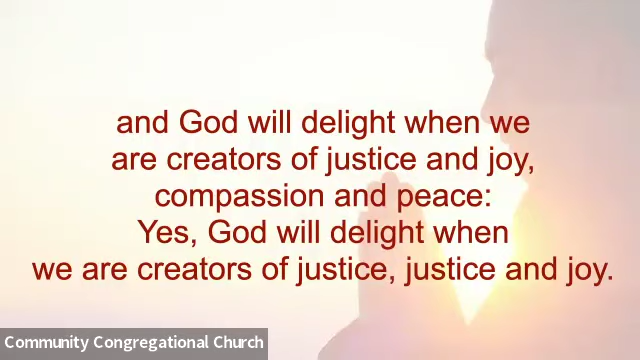 and God will delight when we
are creators of justice and joy,
compassion and peace:
Yes, God will delight when
we are creators of justice, justice and joy.
Community Congregational Church